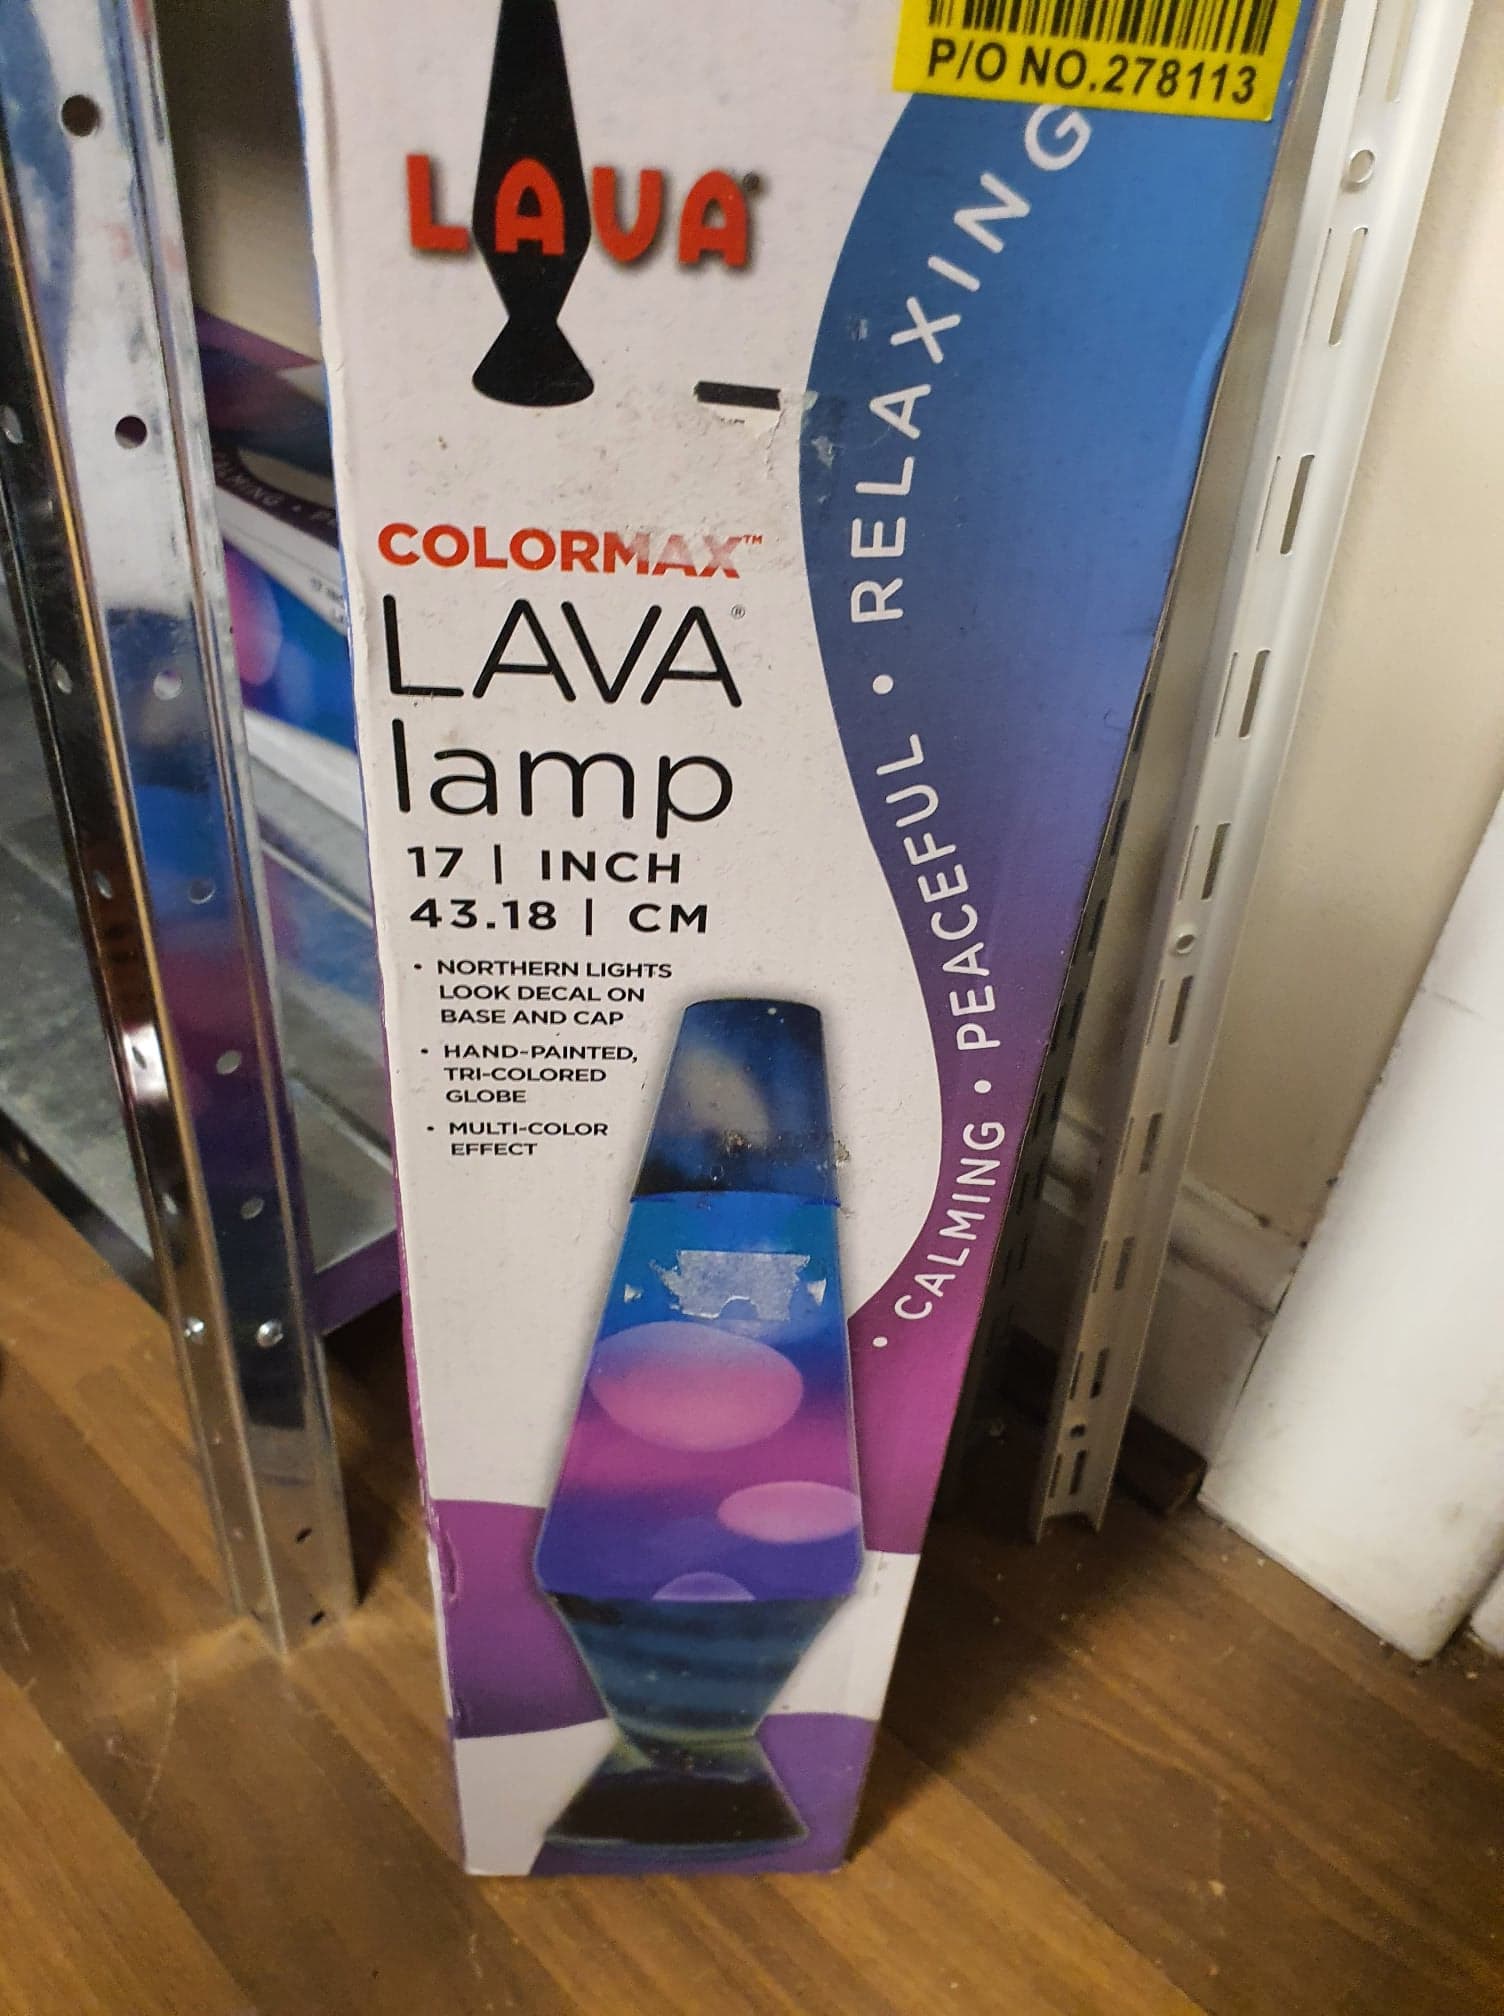 P/O NO.278113
LAVA®
COLORMAX™
LAVA®
lamp
17 | INCH
43.18 | CM
• NORTHERN LIGHTS
LOOK DECAL ON
BASE AND CAP
• HAND-PAINTED,
TRI-COLORED
GLOBE
• MULTI-COLOR
EFFECT
• CALMING • PEACEFUL • RELAXING